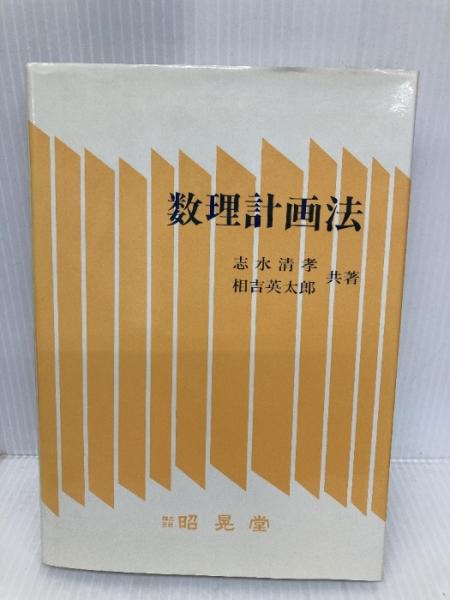 数理計画法
志水清孝
相吉英太郎
共著
昭晃堂